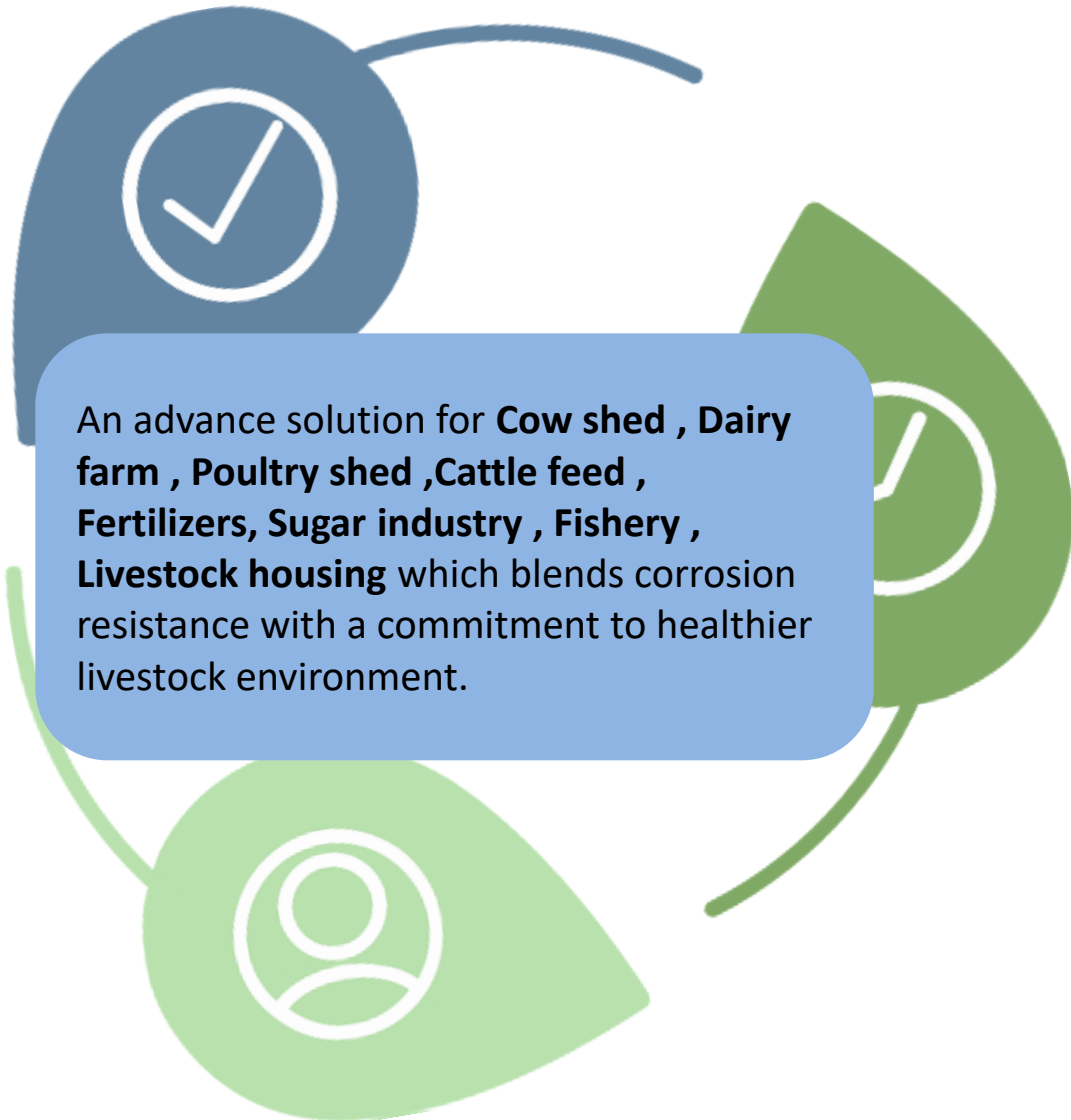 An advance solution for Cow shed , Dairy
farm , Poultry shed ,Cattle feed ,
Fertilizers, Sugar industry , Fishery ,
Livestock housing which blends corrosion
resistance with a commitment to healthier
livestock environment.